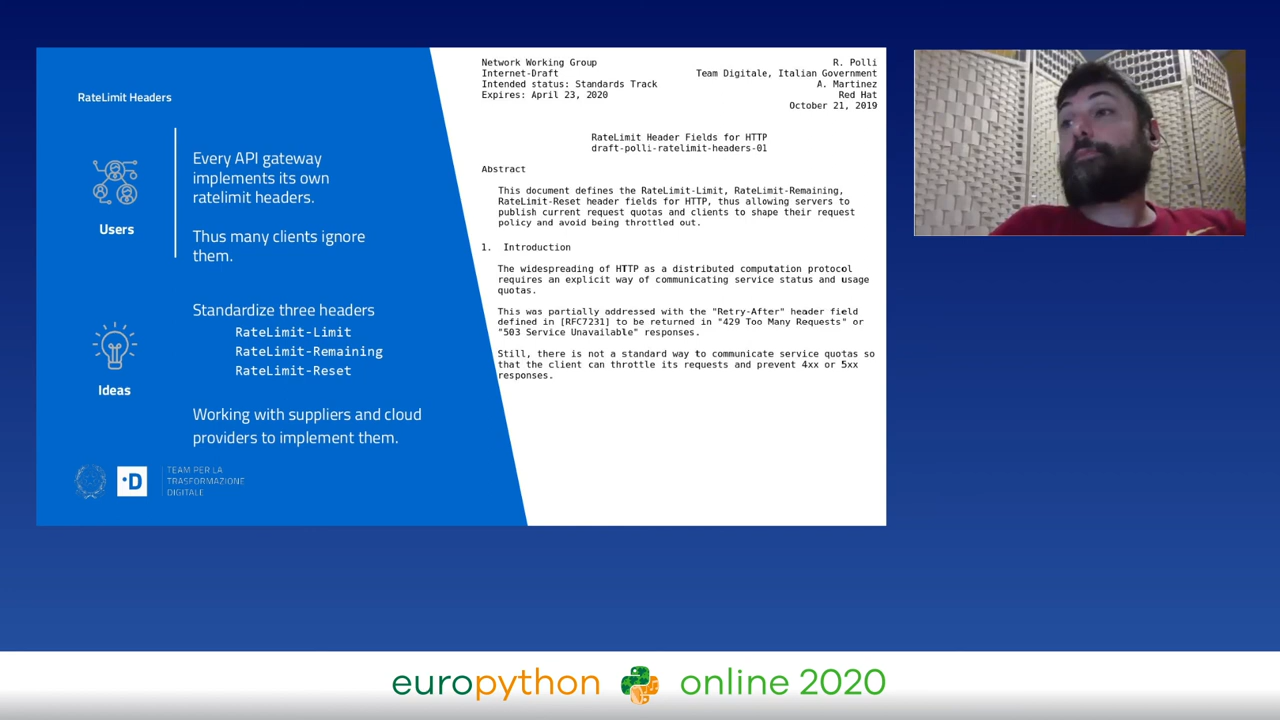 RateLimit Headers
Users
Every API gateway
implements its own
ratelimit headers.
Thus many clients ignore
them.
Ideas
Standardize three headers
RateLimit-Limit
RateLimit-Remaining
RateLimit-Reset
Working with suppliers and cloud
providers to implement them.
·D
TEAM PER LA
TRASFORMAZIONE
DIGITALE
Network Working Group R. Polli
Internet-Draft Team Digitale, Italian Government
Intended status: Standards Track A. Martinez
Expires: April 23, 2020 Red Hat
October 21, 2019
RateLimit Header Fields for HTTP
draft-polli-ratelimit-headers-01
Abstract
This document defines the RateLimit-Limit, RateLimit-Remaining,
RateLimit-Reset header fields for HTTP, thus allowing servers to
publish current request quotas and clients to shape their request
policy and avoid being throttled out.
1. Introduction
The widespreading of HTTP as a distributed computation protocol
requires an explicit way of communicating service status and usage
quotas.
This was partially addressed with the "Retry-After" header field
defined in [RFC7231] to be returned in "429 Too Many Requests" or
"503 Service Unavailable" responses.
Still, there is not a standard way to communicate service quotas so
that the client can throttle its requests and prevent 4xx or 5xx
responses.
europython online 2020